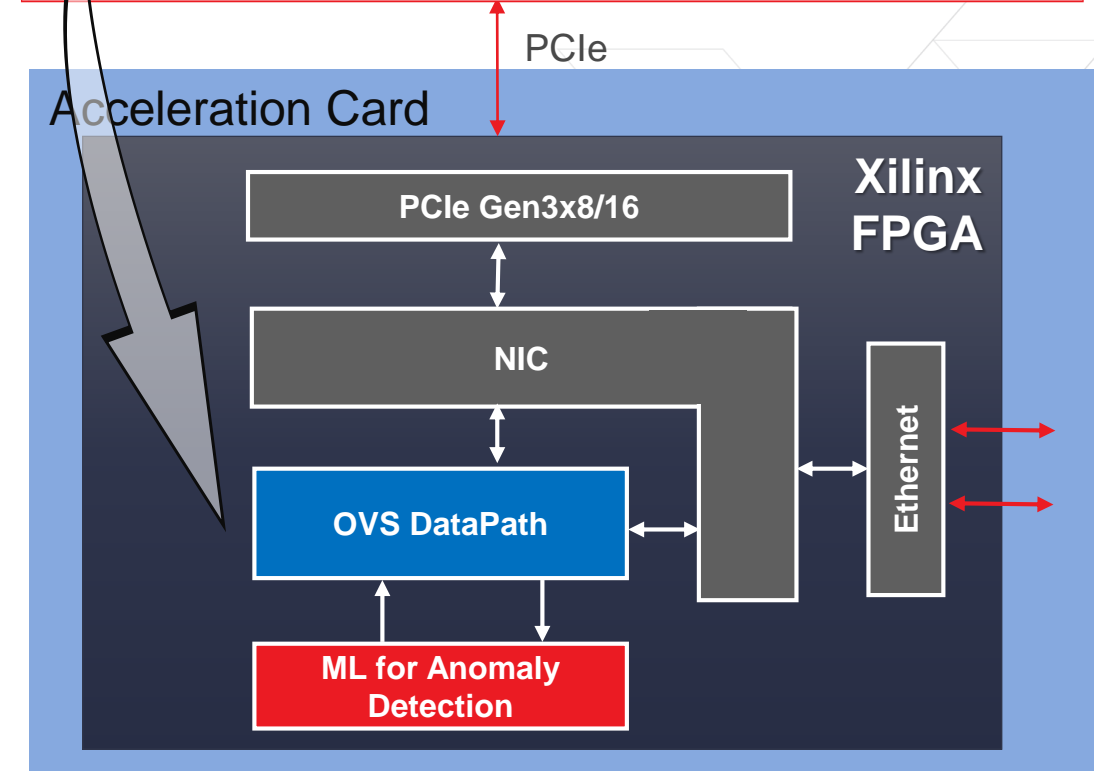 PCIe
Acceleration Card
Xilinx
FPGA
PCIe Gen3x8/16
NIC
Ethernet
OVS DataPath
ML for Anomaly
Detection